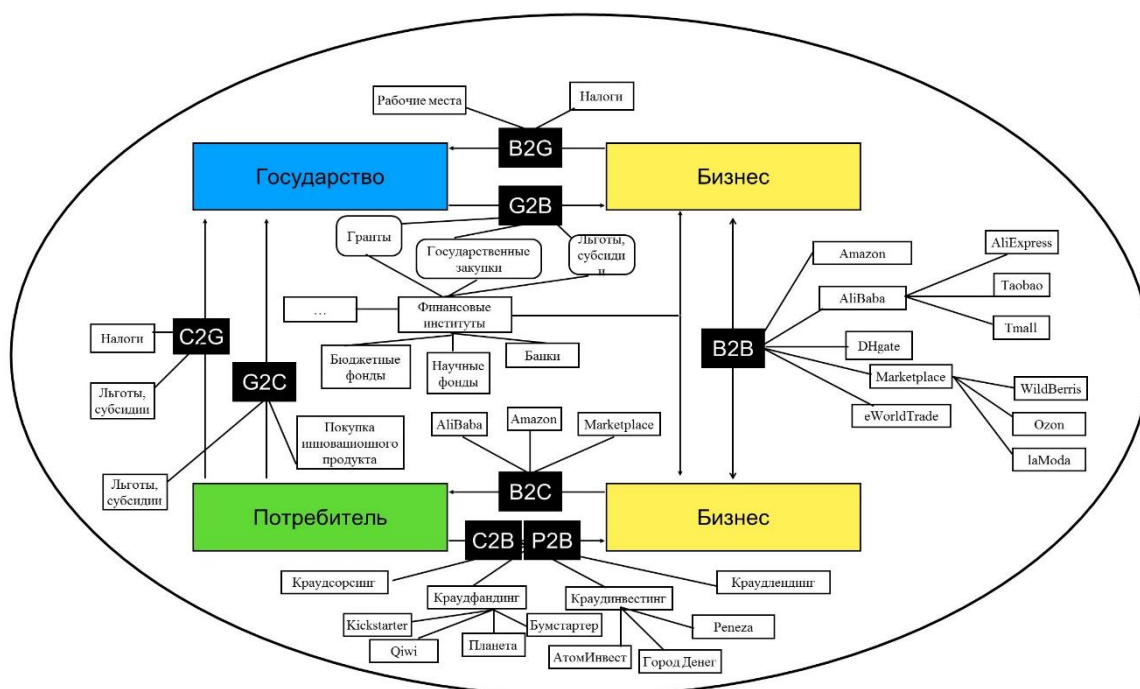 Рабочие места
Налоги
B2G
Государство
Бизнес
G2B
Гранты
Государственные
закупки
Льготы,
субсиди
и
AliExpress
Amazon
Taobao
AliBaba
Tmall
…
Финансовые
институты
Налоги
C2G
B2B
DHgate
Бюджетные
фонды
Научные
фонды
Банки
G2C
Marketplace
WildBerris
Льготы,
субсидии
eWorldTrade
Ozon
AliBaba
Amazon
Marketplace
Покупка
инновационного
продукта
laModa
Льготы,
субсидии
B2C
Потребитель
Бизнес
C2B
P2B
Краудсорсинг
Краудлендинг
Краудфандинг
Краудинвестинг
Kickstarter
Бумстартер
Peneza
Qiwi
Планета
АтомИнвест
Город Денег